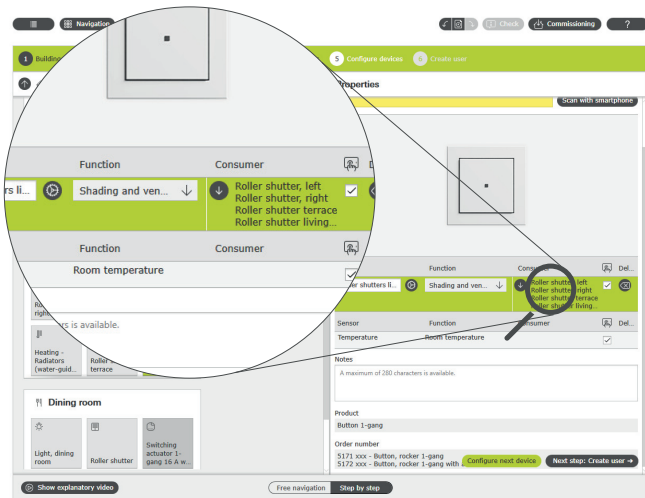 Navigation
Check
Commissioning
?
1 Building
5 Configure devices
6 Create user
Properties
Scan with smartphone
Function Consumer
rs li... Shading and ven... Roller shutter, left
Roller shutter, right
Roller shutter terrace
Roller shutter living...
Function Consumer
Room temperature
is available.
Function Consumer Del...
er shutters li... Shading and ven... Roller shutter, left
Roller shutter, right
Roller shutter terrace
Roller shutter living...
Sensor Function Consumer Del...
Temperature Room temperature
Notes
A maximum of 280 characters is available.
Product
Button 1-gang
Order number
5171 xxx - Button, rocker 1-gang
5172 xxx - Button, rocker 1-gang with
Configure next device
Next step: Create user
Heating -
Radiators
(water-guid...
Roller
terrace
Dining room
Light, dining
room
Roller shutter
Switching
actuator 1-
gang 16 A w...
Show explanatory video
Free navigation
Step by step